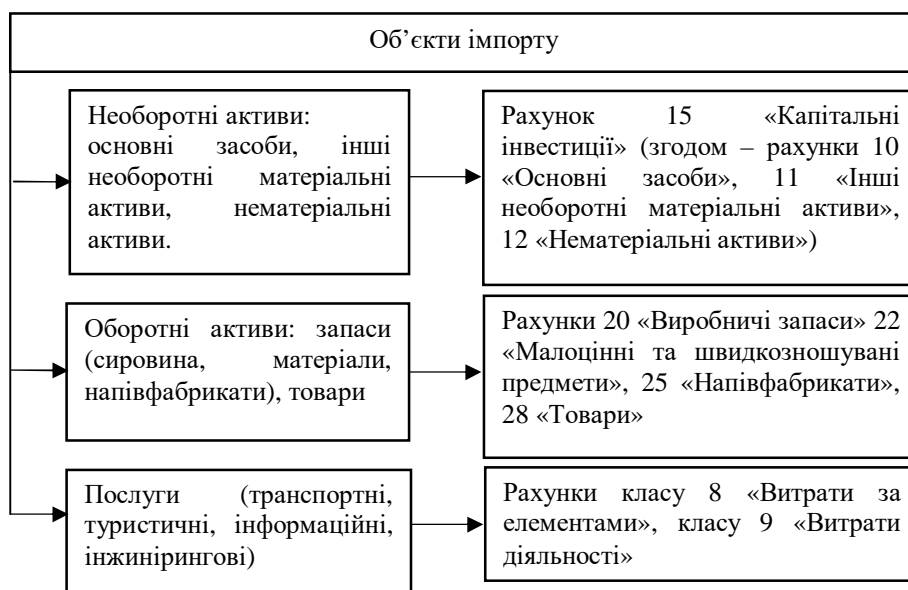 Об’єкти імпорту
Необоротні активи:
основні засоби, інші
необоротні матеріальні
активи, нематеріальні
активи.
Рахунок 15 «Капітальні
інвестиції» (згодом – рахунки 10
«Основні засоби», 11 «Інші
необоротні матеріальні активи»,
12 «Нематеріальні активи»)
Оборотні активи: запаси
(сировина, матеріали,
напівфабрикати), товари
Рахунки 20 «Виробничі запаси» 22
«Малоцінні та швидкозношувані
предмети», 25 «Напівфабрикати»,
28 «Товари»
Послуги (транспортні,
туристичні, інформаційні,
інжинірингові)
Рахунки класу 8 «Витрати за
елементами», класу 9 «Витрати
діяльності»